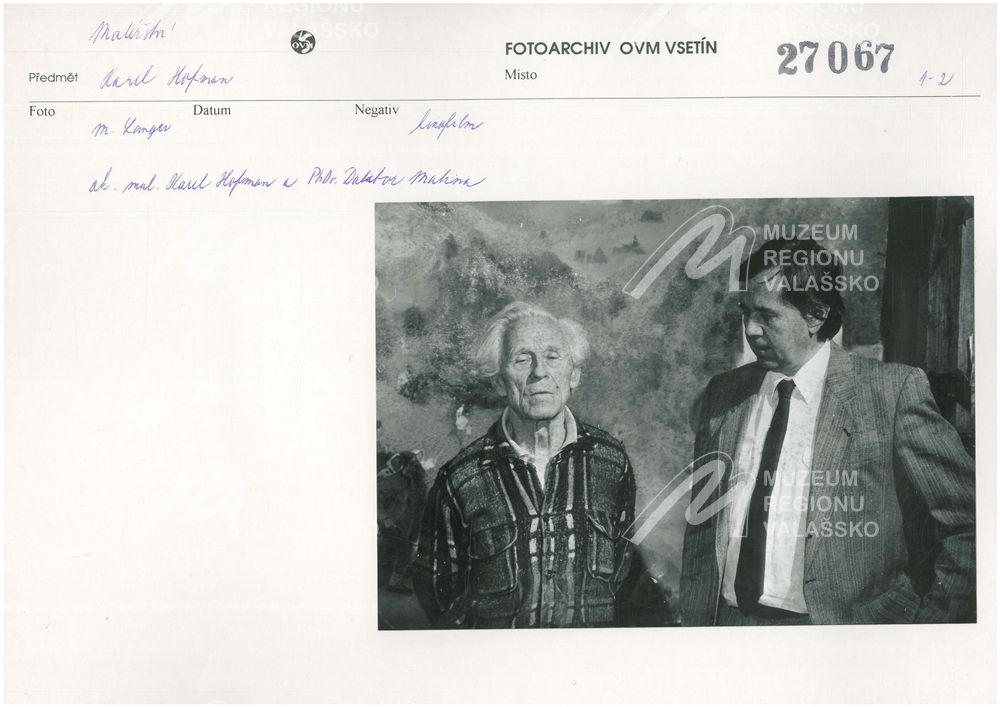 Malířství
OVM
FOTOARCHIV OVM VSETÍN
27067
Předmět Karel Hofman
Místo
1-2
Foto Datum Negativ
M. Langer kinofilm
ak. mal. Karel Hofman a PhDr. Dalibor Malina
MUZEUM
REGIONU
VALAŠSKO
MUZEUM
REGIONU
VALAŠSKO